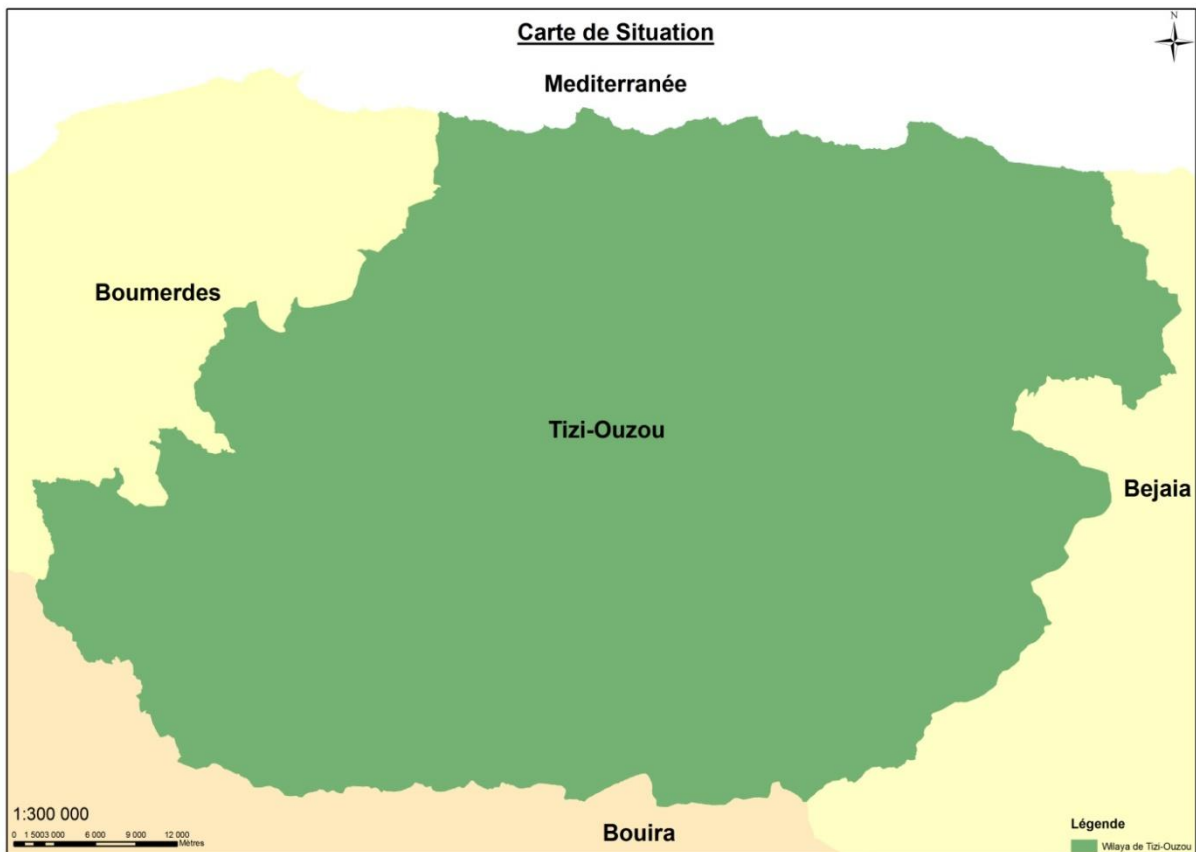 Carte de Situation
N
Mediterranée
Boumerdes
Tizi-Ouzou
Bejaia
1:300 000
0 1 5003 000 6 000 9 000 12 000
Mètres
Bouira
Légende
Wilaya de Tizi-Ouzou